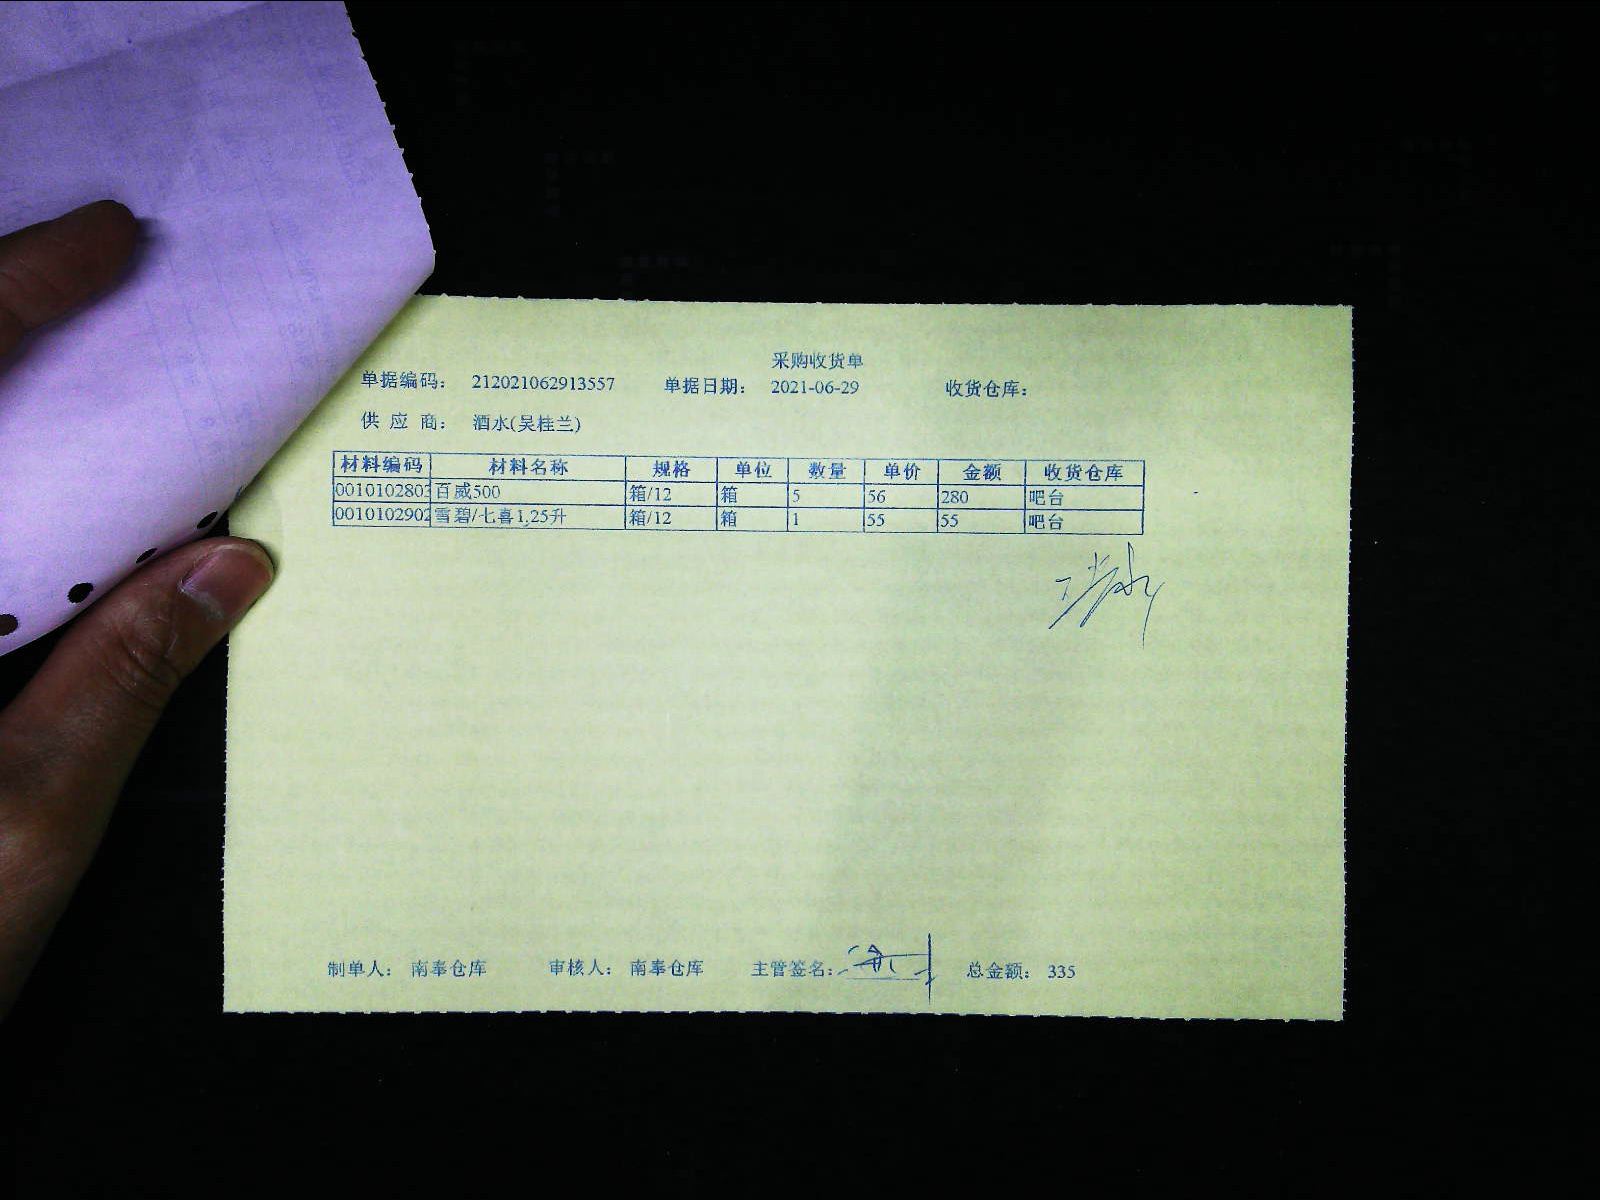 采购收货单
单据编码： 212021062913557 单据日期： 2021-06-29 收货仓库：
供 应 商： 酒水(吴桂兰)
材料编码 材料名称 规格 单位 数量 单价 金额 收货仓库
0010102803 百威500 箱/12 箱 5 56 280 吧台
0010102902 雪碧/七喜1.25升 箱/12 箱 1 55 55 吧台
制单人： 南奉仓库 审核人： 南奉仓库 主管签名： 总金额： 335